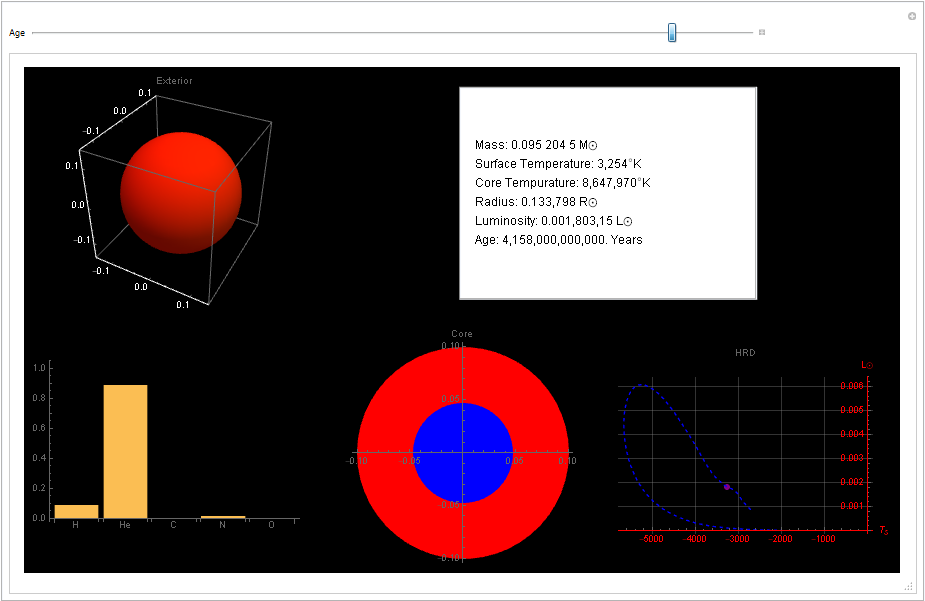 Age
Exterior
0.1
0.0
-0.1
0.1
0.0
-0.1
-0.1
0.0
0.1
Mass: 0.095 204 5 M☉
Surface Temperature: 3,254°K
Core Tempurature: 8,647,970°K
Radius: 0.133,798 R☉
Luminosity: 0.001,803,15 L☉
Age: 4,158,000,000,000. Years
1.0
0.8
0.6
0.4
0.2
0.0
H He C N O
Core
0.10
0.05
-0.10 -0.05 0.05 0.10
-0.05
-0.10
HRD
L☉
0.006
0.005
0.004
0.003
0.002
0.001
-5000 -4000 -3000 -2000 -1000
Ts